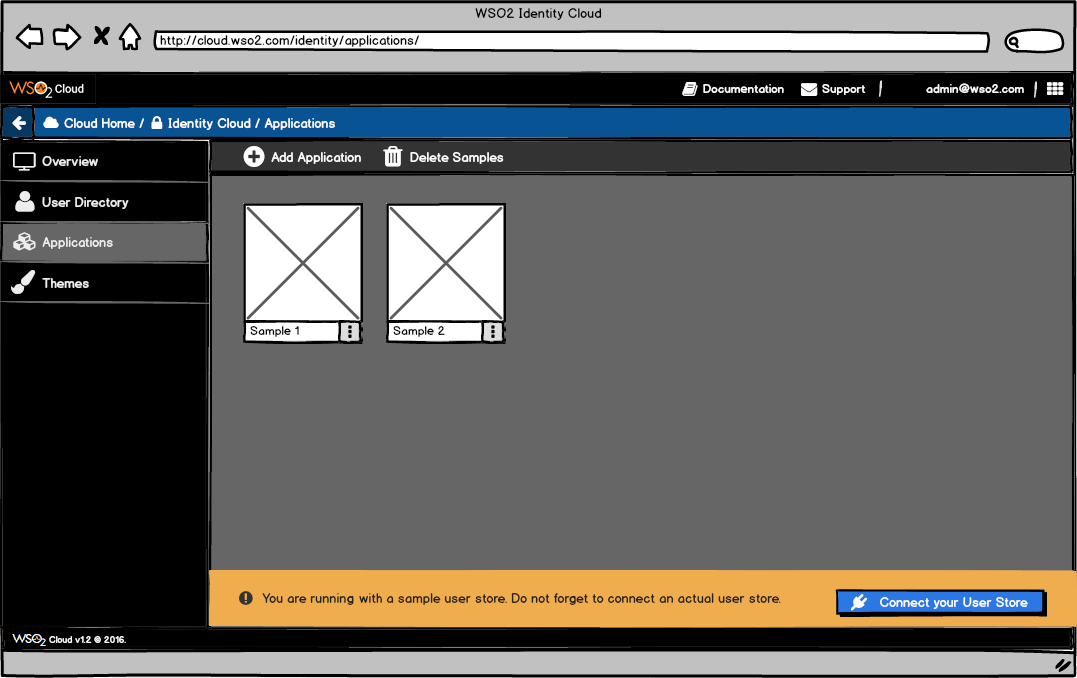 WSO2 Identity Cloud
http://cloud.wso2.com/identity/applications/
WSO2 Cloud
Documentation
Support
admin@wso2.com
Cloud Home / Identity Cloud / Applications
Overview
User Directory
Applications
Themes
Add Application
Delete Samples
Sample 1
Sample 2
You are running with a sample user store. Do not forget to connect an actual user store.
Connect your User Store
WSO2 Cloud v1.2 © 2016.